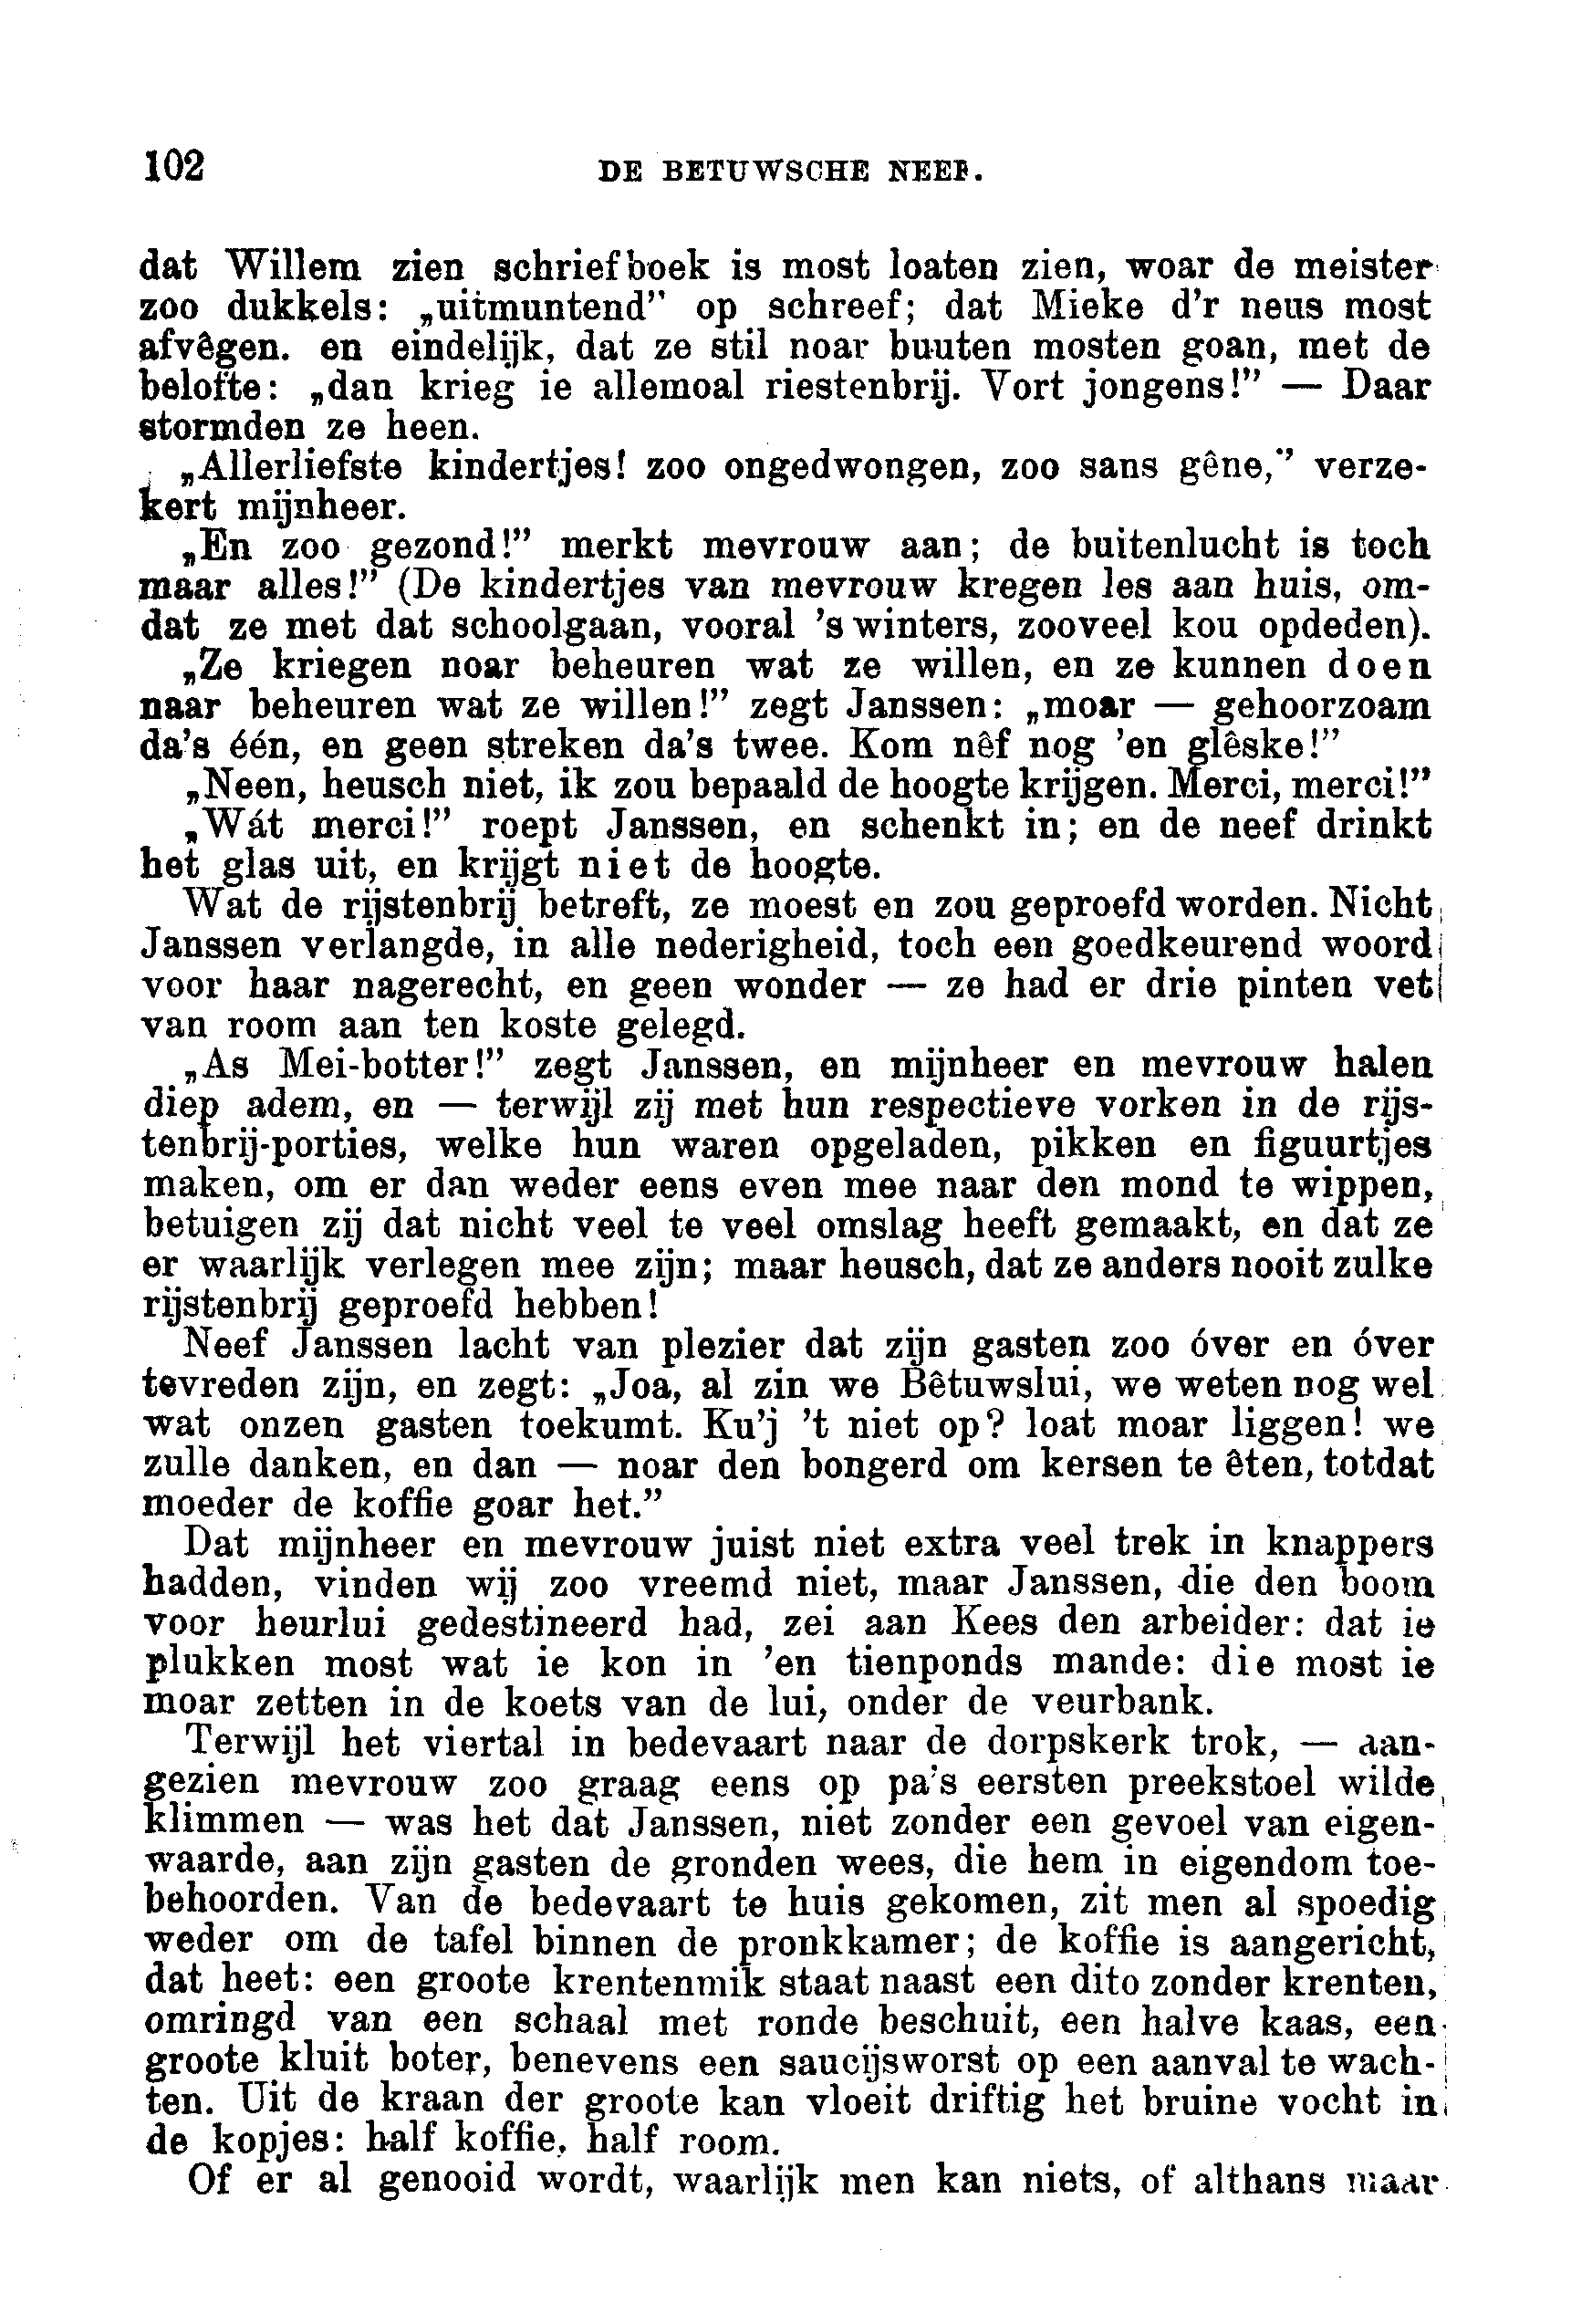 102 DE BETUWSCHE NEEF.
dat Willem zien schriefboek is most loaten zien, woar de meister
zoo dukkels: „uitmuntend” op schreef; dat Mieke d'r neus most
afvêgen. en eindelijk, dat ze stil noar buuten mosten goan, met de
belofte: „dan krieg ie allemoal riestenbrij. Vort jongens!” — Daar
stormden ze heen.
„Allerliefste kindertjes! zoo ongedwongen, zoo sans gêne,” verze-
kert mijnheer.
„En zoo gezond!” merkt mevrouw aan; de buitenlucht is toch
maar alles!” (De kindertjes van mevrouw kregen les aan huis, om-
dat ze met dat schoolgaan, vooral 's winters, zooveel kou opdeden).
„Ze kriegen noar beheuren wat ze willen, en ze kunnen doen
naar beheuren wat ze willen!” zegt Janssen: „moar — gehoorzoam
da's één, en geen streken da's twee. Kom nêf nog 'en glêske!”
„Neen, heusch niet, ik zou bepaald de hoogte krijgen. Merci, merci!”
„Wát merci!” roept Janssen, en schenkt in; en de neef drinkt
het glas uit, en krijgt niet de hoogte.
Wat de rijstenbrij betreft, ze moest en zou geproefd worden. Nicht
Janssen verlangde, in alle nederigheid, toch een goedkeurend woord
voor haar nagerecht, en geen wonder — ze had er drie pinten vet
van room aan ten koste gelegd.
„As Mei-botter!” zegt Janssen, en mijnheer en mevrouw halen
diep adem, en — terwijl zij met hun respectieve vorken in de rijs-
tenbrij-porties, welke hun waren opgeladen, pikken en figuurtjes
maken, om er dan weder eens even mee naar den mond te wippen,
betuigen zij dat nicht veel te veel omslag heeft gemaakt, en dat ze
er waarlijk verlegen mee zijn; maar heusch, dat ze anders nooit zulke
rijstenbrij geproefd hebben!
Neef Janssen lacht van plezier dat zijn gasten zoo óver en óver
tevreden zijn, en zegt: „Joa, al zin we Bêtuwslui, we weten nog wel
wat onzen gasten toekumt. Ku'j 't niet op? loat moar liggen! we
zulle danken, en dan — noar den bongerd om kersen te êten, totdat
moeder de koffie goar het.”
Dat mijnheer en mevrouw juist niet extra veel trek in knappers
hadden, vinden wij zoo vreemd niet, maar Janssen, die den boom
voor heurlui gedestineerd had, zei aan Kees den arbeider: dat ie
plukken most wat ie kon in 'en tienponds mande: die most ie
moar zetten in de koets van de lui, onder de veurbank.
Terwijl het viertal in bedevaart naar de dorpskerk trok, — aan-
gezien mevrouw zoo graag eens op pa's eersten preekstoel wilde
klimmen — was het dat Janssen, niet zonder een gevoel van eigen-
waarde, aan zijn gasten de gronden wees, die hem in eigendom toe-
behoorden. Van de bedevaart te huis gekomen, zit men al spoedig
weder om de tafel binnen de pronkkamer; de koffie is aangericht,
dat heet: een groote krentenmik staat naast een dito zonder krenten,
omringd van een schaal met ronde beschuit, een halve kaas, een
groote kluit boter, benevens een saucijsworst op een aanval te wach-
ten. Uit de kraan der groote kan vloeit driftig het bruine vocht in
de kopjes: half koffie, half room.
Of er al genooid wordt, waarlijk men kan niets, of althans maar